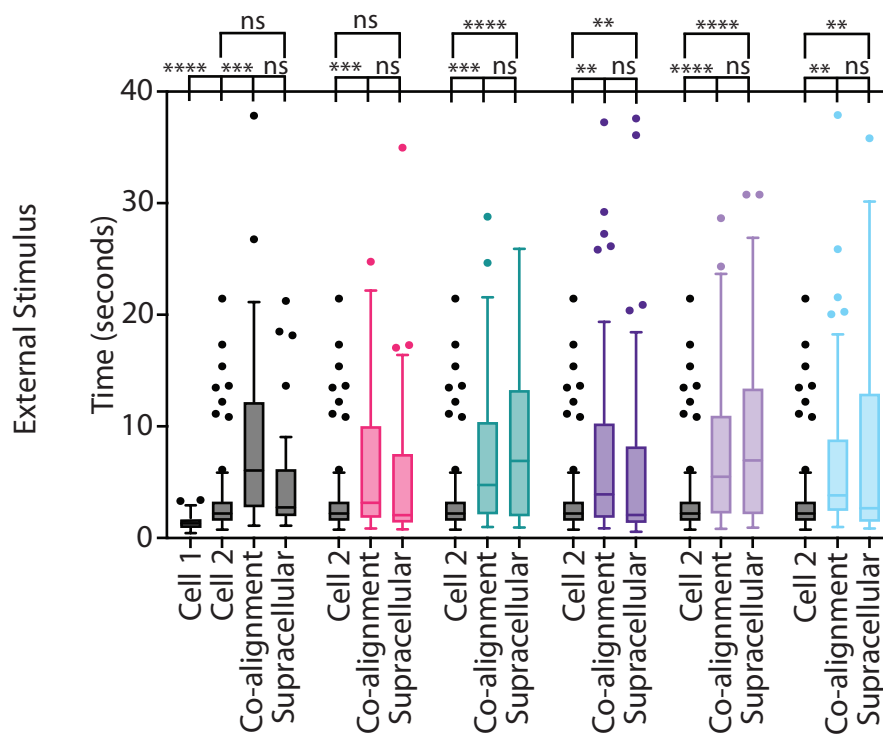 ns ns **** ** **** **
**** *** ns *** ns *** ns ** ns **** ns ** ns
External Stimulus
Time (seconds)
40
30
20
10
0
Cell 1
Cell 2
Co-alignment
Supracellular
Cell 2
Co-alignment
Supracellular
Cell 2
Co-alignment
Supracellular
Cell 2
Co-alignment
Supracellular
Cell 2
Co-alignment
Supracellular
Cell 2
Co-alignment
Supracellular